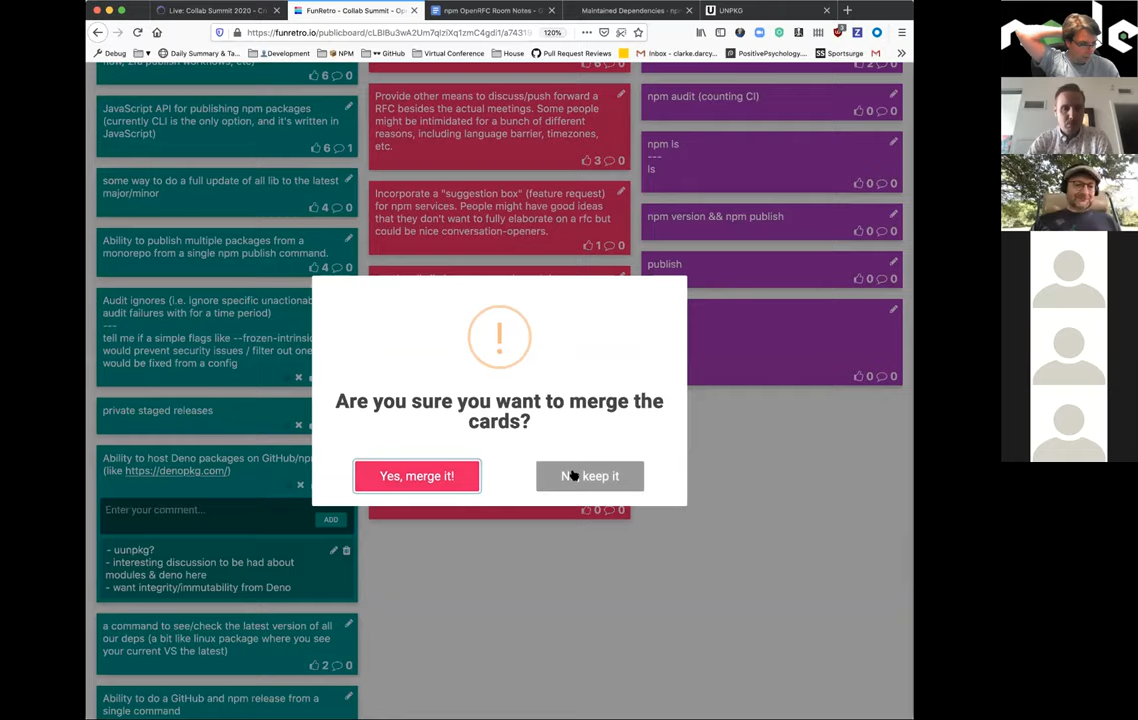 Live: Collab Summit 2020 - C
FunRetro - Collab Summit - Op
npm OpenRFC Room Notes - G
Maintained Dependencies - np
UNPKG
https://funretro.io/publicboard/
120%
Debug
Daily Summary & Ta
Development
NPM
GitHub
Virtual Conference
House
Pull Request Reviews
Inbox - clarke.darcy
PositivePsychology.
Sportsurge
6 0
JavaScript API for publishing npm packages
(currently CLI is the only option, and it's written in
JavaScript)
6 1
some way to do a full update of all lib to the latest
major/minor
4 0
Ability to publish multiple packages from a
monorepo from a single npm publish command.
4 0
Audit ignores (i.e. ignore specific unactionab
audit failures with for a time period)
---
tell me if a simple flags like --frozen-intrinsic
would prevent security issues / filter out one
would be fixed from a config
private staged releases
Ability to host Deno packages on GitHub/np
(like https://denopkg.com/)
Enter your comment...
ADD
- uunpkg?
- interesting discussion to be had about
modules & deno here
- want integrity/immutability from Deno
a command to see/check the latest version of all
our deps (a bit like linux package where you see
your current VS the latest)
2 0
Ability to do a GitHub and npm release from a
single command
Provide other means to discuss/push forward a
RFC besides the actual meetings. Some people
might be intimidated for a bunch of different
reasons, including language barrier, timezones,
etc.
3 0
Incorporate a "suggestion box" (feature request)
for npm services. People might have good ideas
that they don't want to fully elaborate on a rfc but
could be nice conversation-openers.
1 0
0 0
npm audit (counting CI)
0 0
npm ls
---
ls
0 0
npm version && npm publish
0 0
publish
0 0
0 0
Are you sure you want to merge the
cards?
Yes, merge it!
keep it